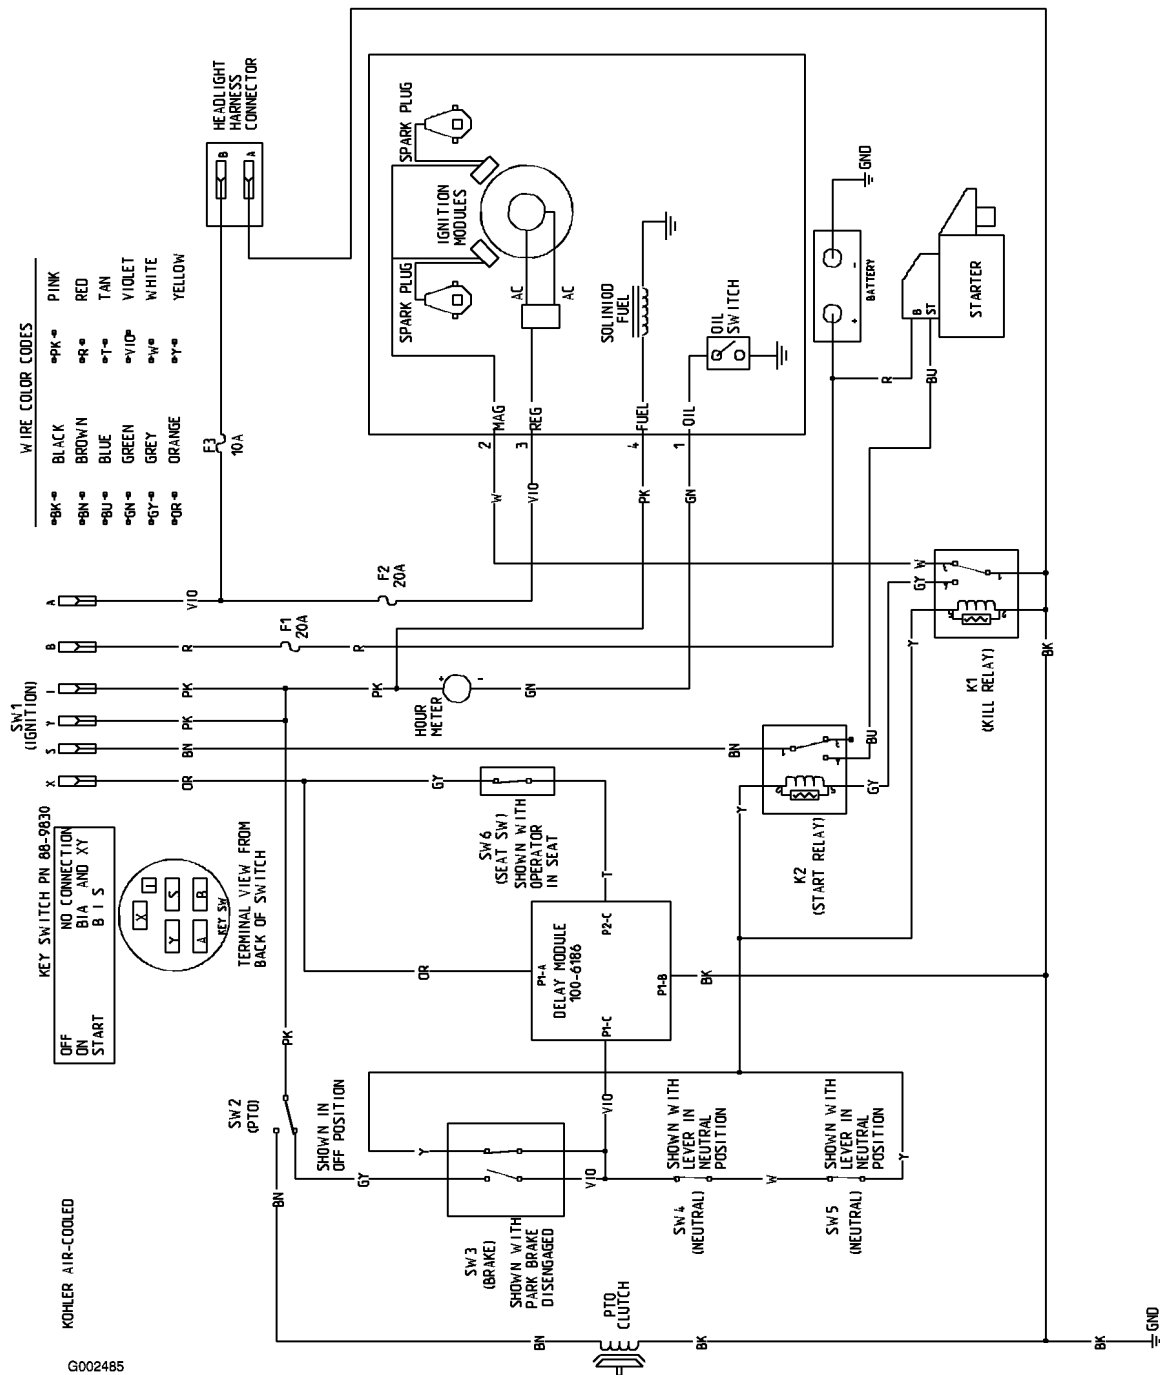 KOHLER AIR-COOLED
G002485
KEY SWITCH PN 88-9830
OFF NO CONNECTION
ON BIA AND XY
START B I S
X
I
Y
S
A
B
KEY SW
TERMINAL VIEW FROM
BACK OF SWITCH
SW1
(IGNITION)
X
S
Y
I
B
A
WIRE COLOR CODES
BK BLACK
BN BROWN
BU BLUE
GN GREEN
GY GREY
OR ORANGE
PK PINK
R RED
T TAN
VIO VIOLET
W WHITE
Y YELLOW
HEADLIGHT
HARNESS
CONNECTOR
B
A
F3
10A
VIO
F2
20A
R
F1
20A
R
PK
PK
PK
HOUR
METER
+
-
GN
BN
BN
OR
GY
SW6
(SEAT SW)
SHOWN WITH
OPERATOR
IN SEAT
T
OR
P1-A
DELAY MODULE
100-6186
P2-C
P1-C
P1-B
BK
PK
SW2
(PTO)
SHOWN IN
OFF POSITION
BN
GY
Y
VIO
VIO
SW3
(BRAKE)
SHOWN WITH
PARK BRAKE
DISENGAGED
SHOWN WITH
LEVER IN
NEUTRAL
POSITION
SW4
(NEUTRAL)
W
SHOWN WITH
LEVER IN
NEUTRAL
POSITION
SW5
(NEUTRAL)
Y
BN
PTO
CLUTCH
BK
BK
GND
SPARK PLUG
IGNITION
MODULES
SPARK PLUG
AC
AC
SOLINIOD
FUEL
OIL
SWITCH
2
MAG
3
REG
4
FUEL
1
OIL
W
VIO
PK
GN
GND
-
+
BATTERY
B
ST
STARTER
R
BU
W
GY
Y
K1
(KILL RELAY)
BK
BU
GY
Y
K2
(START RELAY)